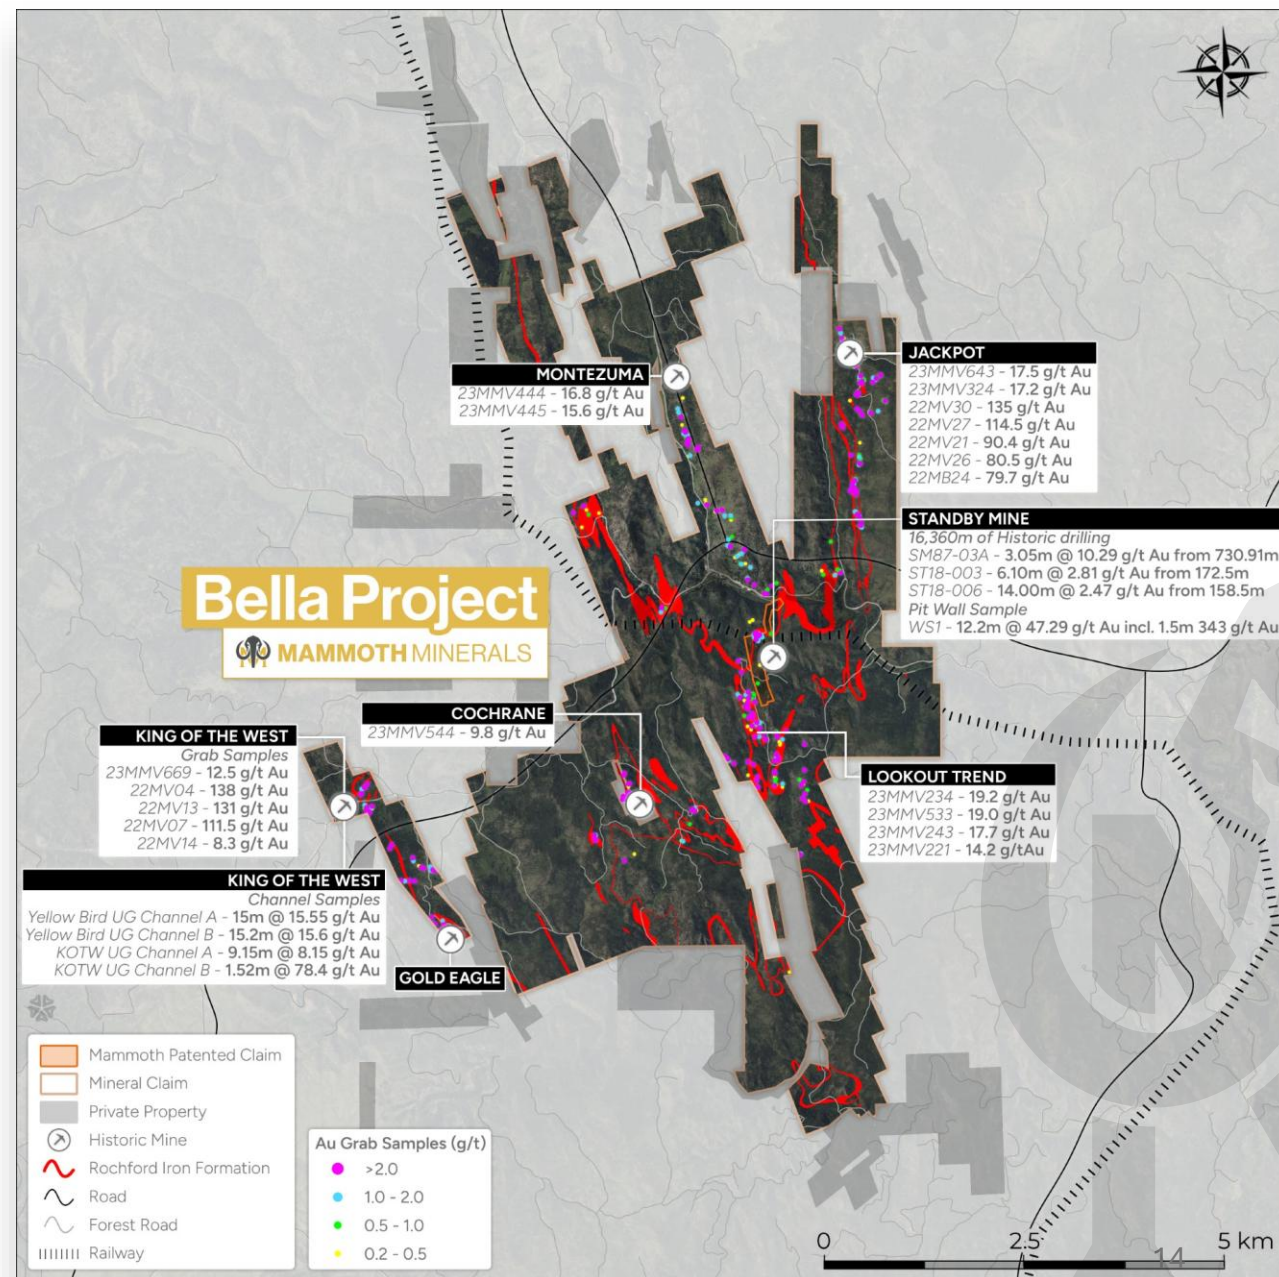 MONTEZUMA
23MMV444 - 16.8 g/t Au
23MMV445 - 15.6 g/t Au
JACKPOT
23MMV643 - 17.5 g/t Au
23MMV324 - 17.2 g/t Au
22MV30 - 135 g/t Au
22MV27 - 114.5 g/t Au
22MV21 - 90.4 g/t Au
22MV26 - 80.5 g/t Au
22MB24 - 79.7 g/t Au
STANDBY MINE
16,360m of Historic drilling
SM87-03A - 3.05m @ 10.29 g/t Au from 730.91m
ST18-003 - 6.10m @ 2.81 g/t Au from 172.5m
ST18-006 - 14.00m @ 2.47 g/t Au from 158.5m
Pit Wall Sample
WS1 - 12.2m @ 47.29 g/t Au incl. 1.5m 343 g/t Au
Bella Project
MAMMOTH MINERALS
COCHRANE
23MMV544 - 9.8 g/t Au
KING OF THE WEST
Grab Samples
23MMV669 - 12.5 g/t Au
22MV04 - 138 g/t Au
22MV13 - 131 g/t Au
22MV07 - 111.5 g/t Au
22MV14 - 8.3 g/t Au
LOOKOUT TREND
23MMV234 - 19.2 g/t Au
23MMV533 - 19.0 g/t Au
23MMV243 - 17.7 g/t Au
23MMV221 - 14.2 g/tAu
KING OF THE WEST
Channel Samples
Yellow Bird UG Channel A - 15m @ 15.55 g/t Au
Yellow Bird UG Channel B - 15.2m @ 15.6 g/t Au
KOTW UG Channel A - 9.15m @ 8.15 g/t Au
KOTW UG Channel B - 1.52m @ 78.4 g/t Au
GOLD EAGLE
Mammoth Patented Claim
Mineral Claim
Private Property
Historic Mine
Rochford Iron Formation
Road
Forest Road
Railway
Au Grab Samples (g/t)
>2.0
1.0 - 2.0
0.5 - 1.0
0.2 - 0.5
0 2.5 5 km
14